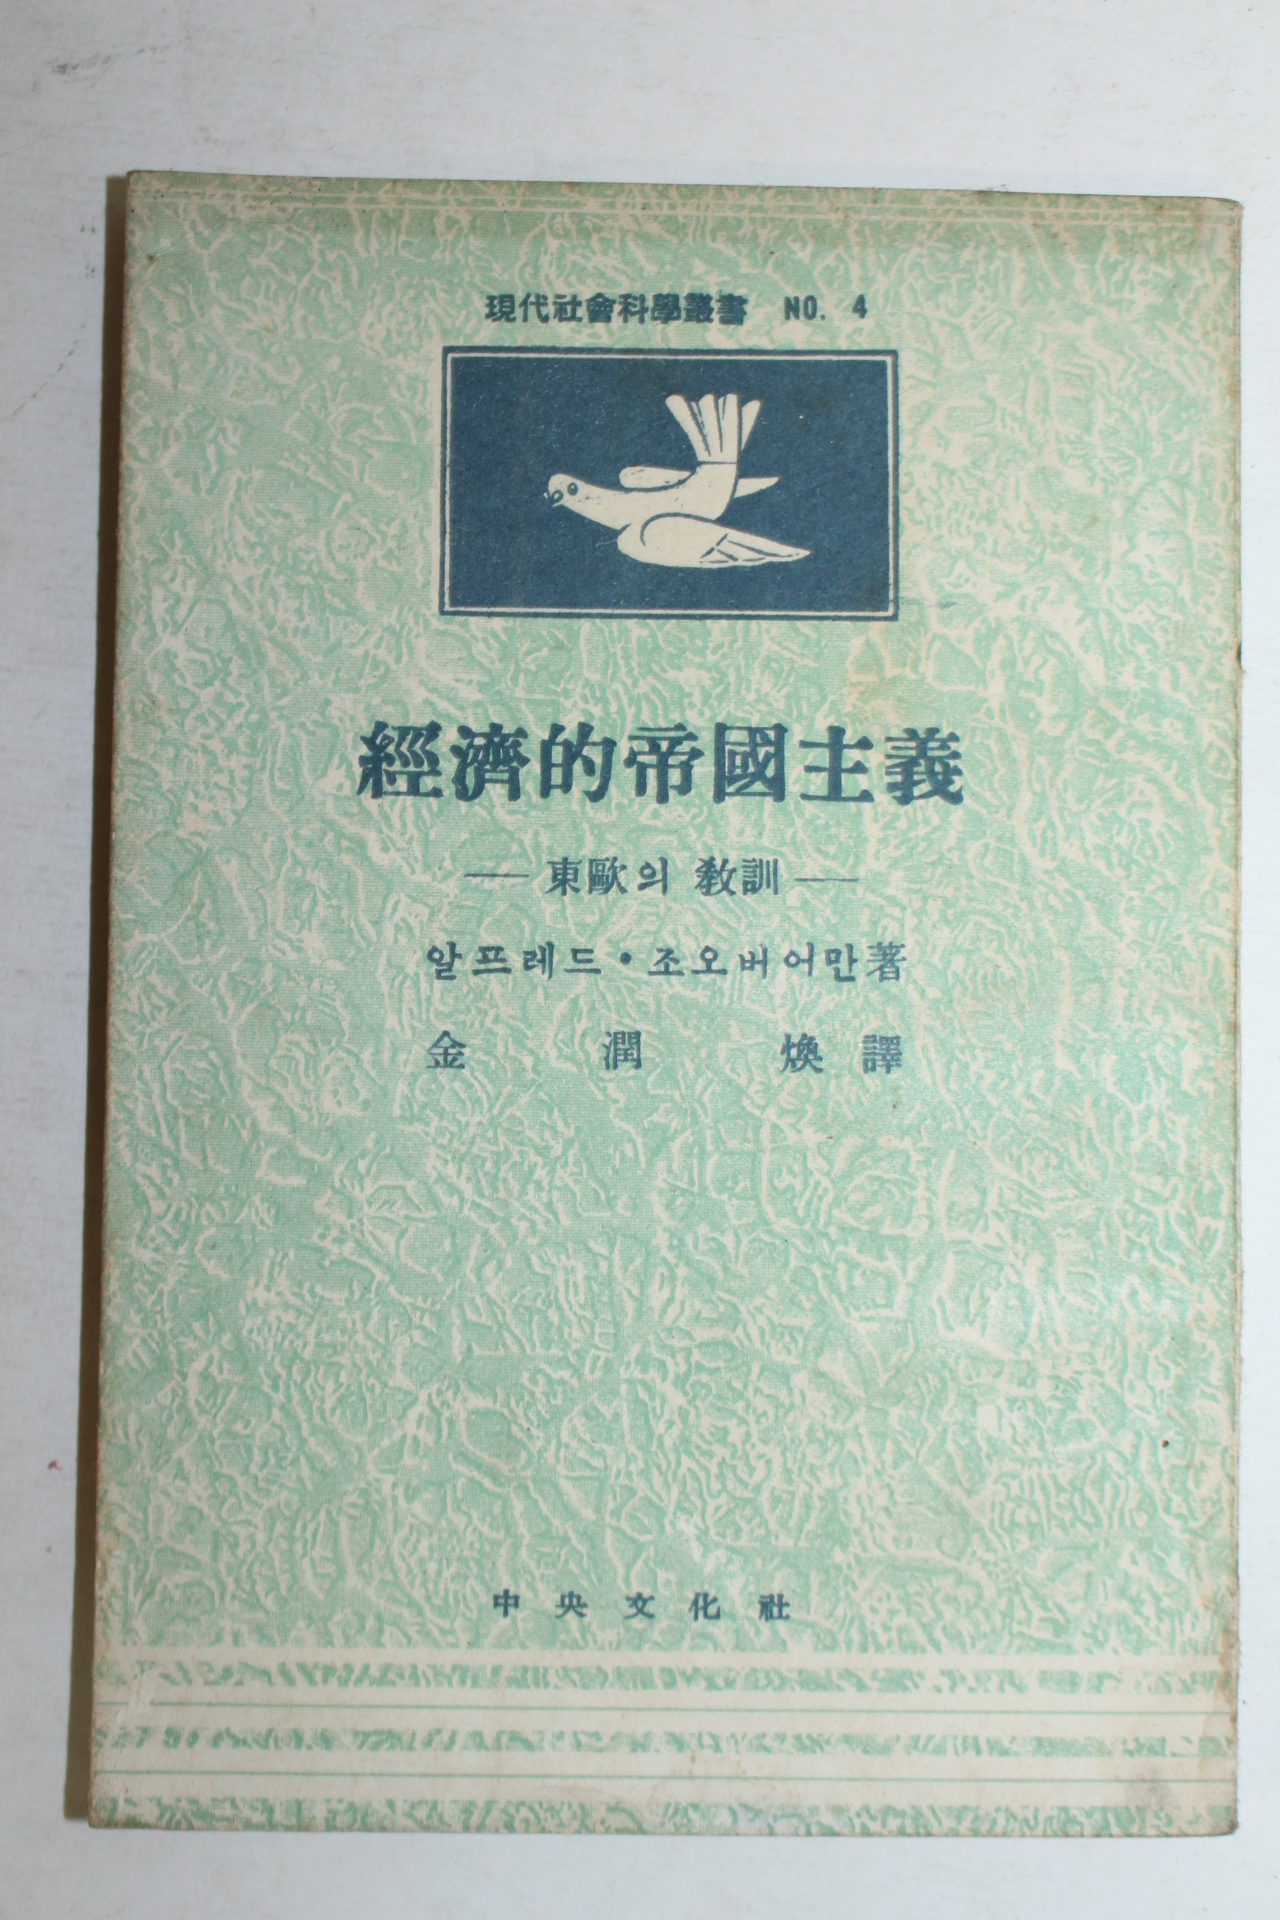 現代社會科學叢書 NO. 4
經濟的帝國主義
—東歐의 敎訓—
알프레드·조오버어만著
金潤煥 譯
中央文化社